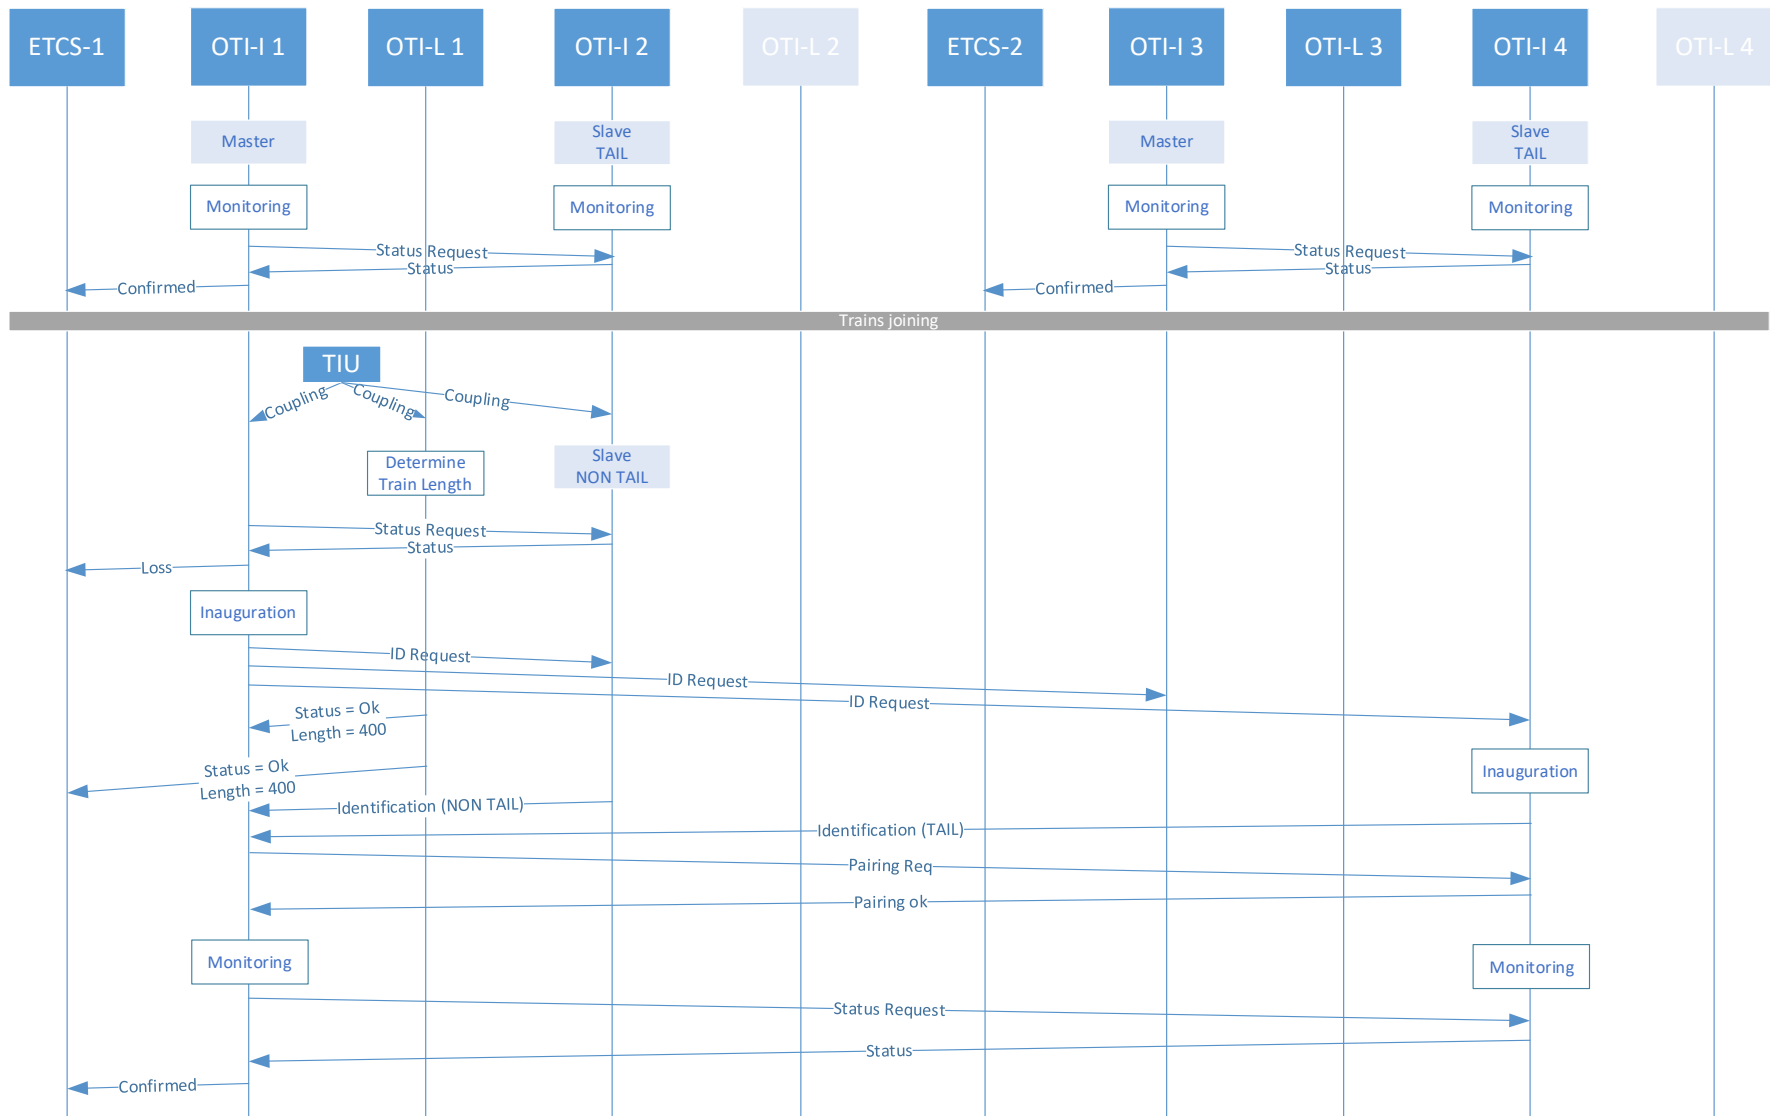 ETCS-1
OTI-I 1
OTI-L 1
OTI-I 2
OTI-L 2
ETCS-2
OTI-I 3
OTI-L 3
OTI-I 4
OTI-L 4
Master
Slave
TAIL
Master
Slave
TAIL
Monitoring
Monitoring
Monitoring
Monitoring
Status Request
Status
Confirmed
Status Request
Status
Confirmed
Trains joining
TIU
Coupling
Coupling
Coupling
Determine
Train Length
Slave
NON TAIL
Status Request
Status
Loss
Inauguration
ID Request
ID Request
ID Request
Status = Ok
Length = 400
Inauguration
Status = Ok
Length = 400
Identification (NON TAIL)
Identification (TAIL)
Pairing Req
Pairing ok
Monitoring
Monitoring
Status Request
Status
Confirmed